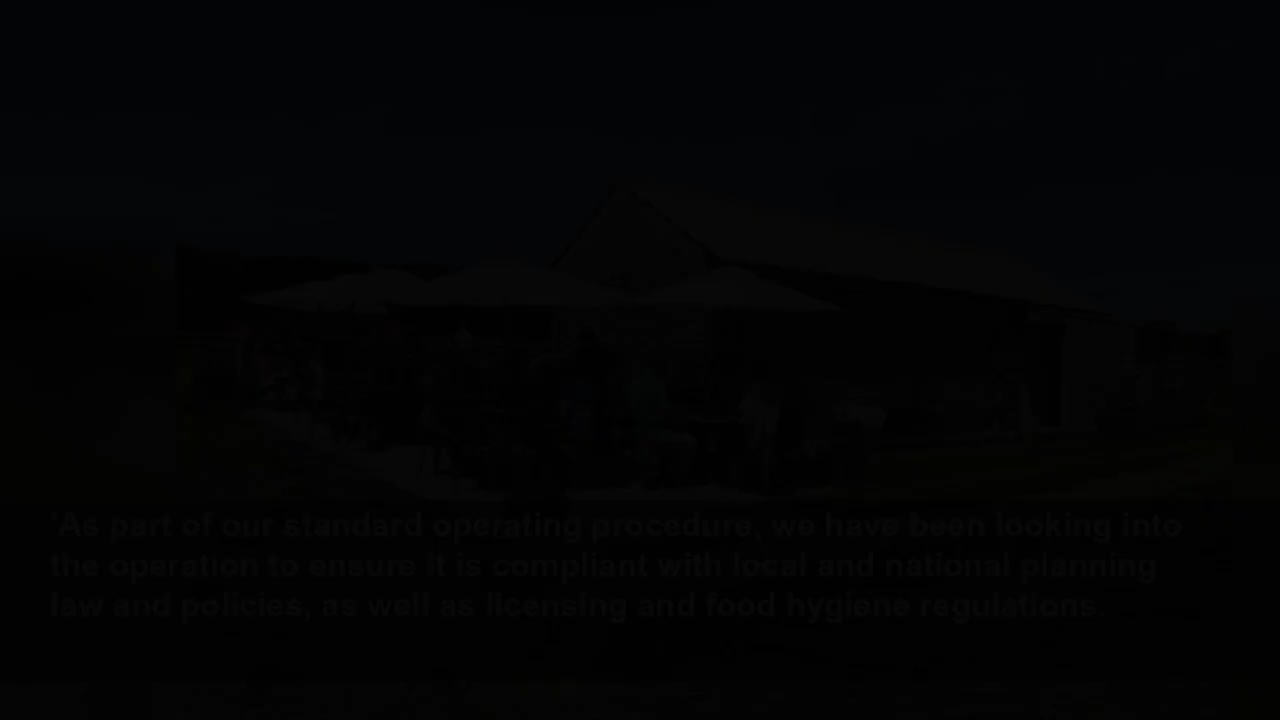 'As part of our standard operating procedure, we have been looking into
the operation to ensure it is compliant with local and national planning
law and policies, as well as licensing and food hygiene regulations.